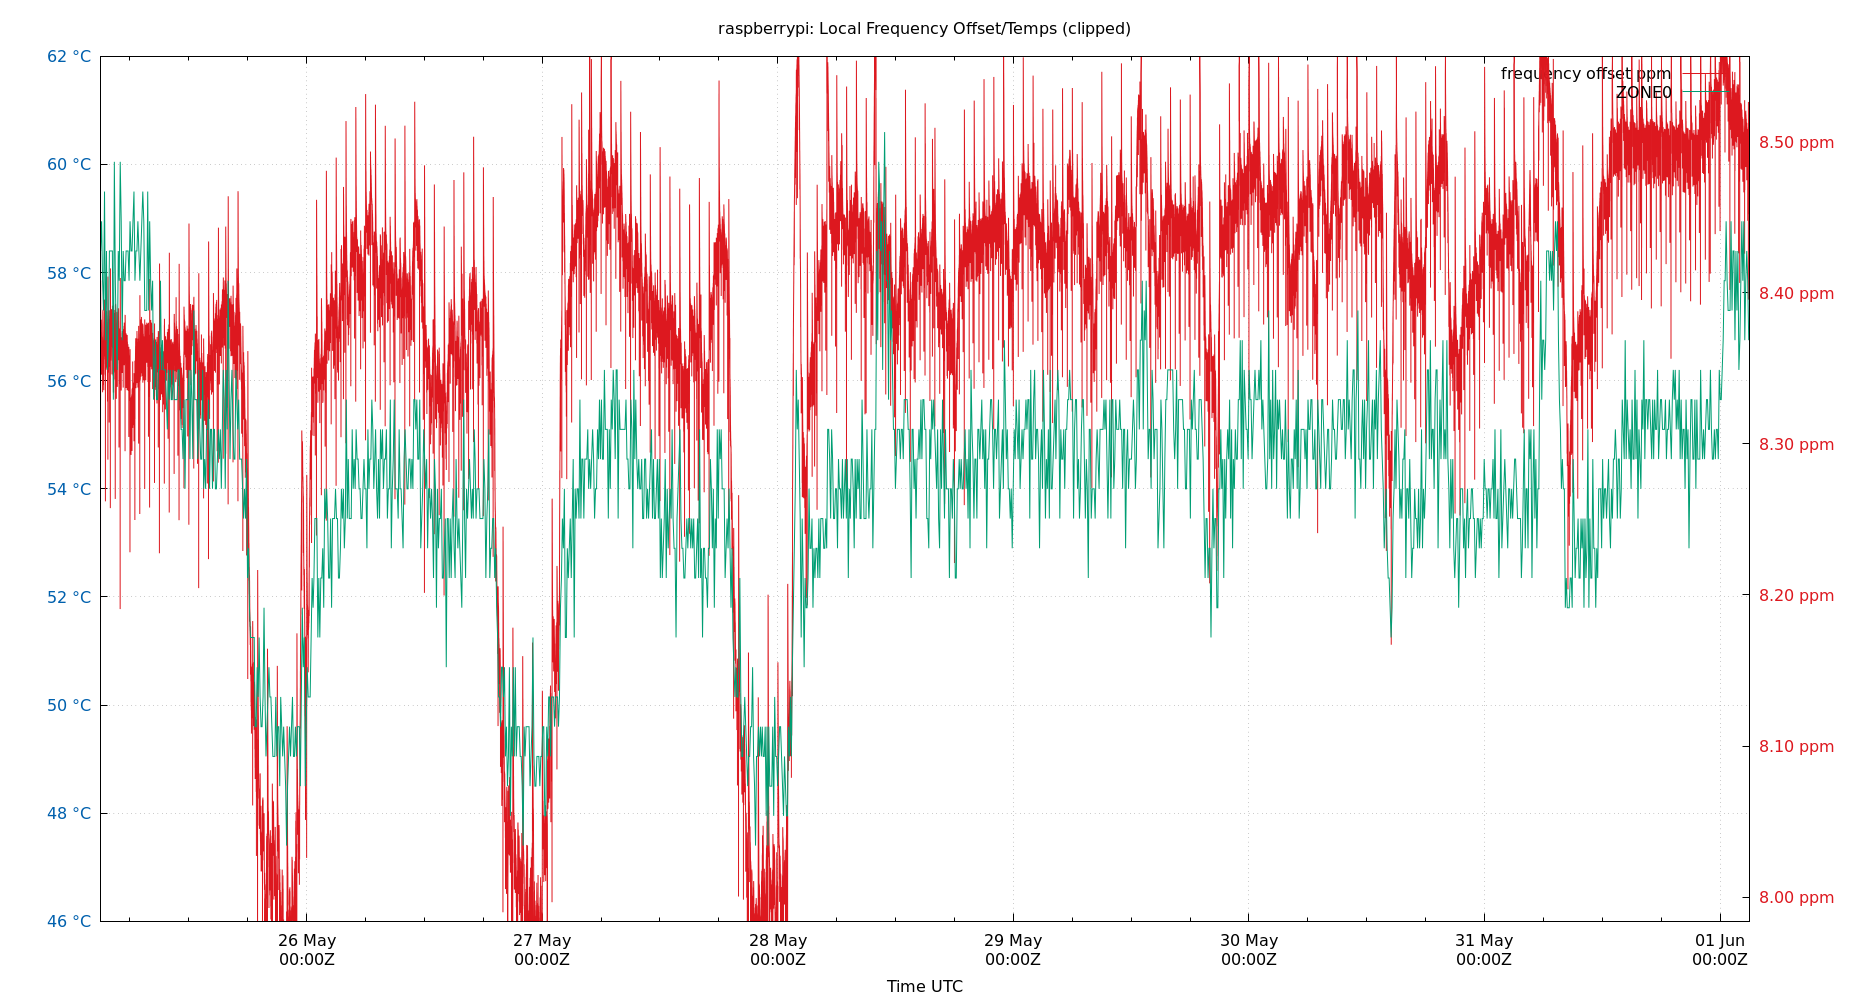 raspberrypi: Local Frequency Offset/Temps (clipped)
62 °C
60 °C
58 °C
56 °C
54 °C
52 °C
50 °C
48 °C
46 °C
frequency offset ppm
ZONE0
8.50 ppm
8.40 ppm
8.30 ppm
8.20 ppm
8.10 ppm
8.00 ppm
26 May
00:00Z
27 May
00:00Z
28 May
00:00Z
29 May
00:00Z
30 May
00:00Z
31 May
00:00Z
01 Jun
00:00Z
Time UTC